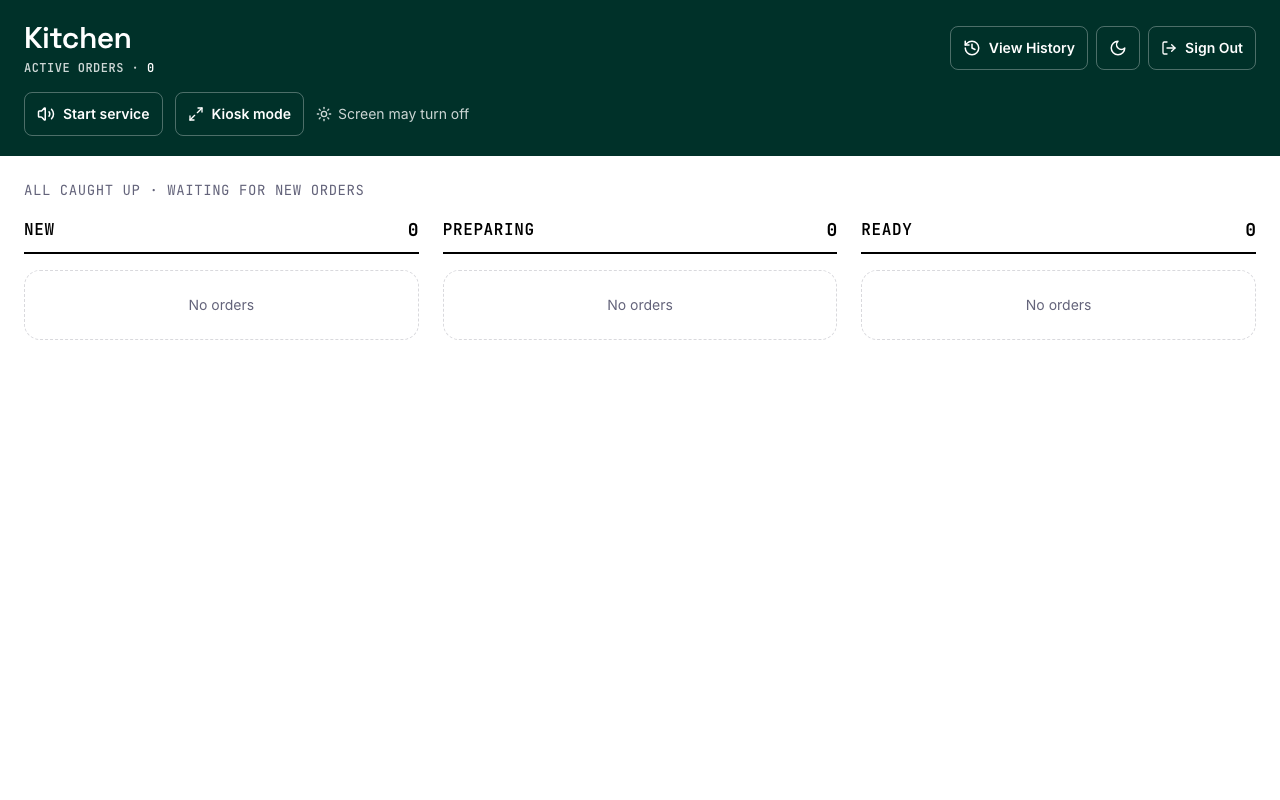 Kitchen
ACTIVE ORDERS · 0
View History
Sign Out
Start service
Kiosk mode
Screen may turn off
ALL CAUGHT UP · WAITING FOR NEW ORDERS
NEW 0
PREPARING 0
READY 0
No orders
No orders
No orders